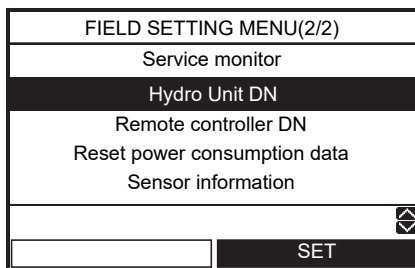 FIELD SETTING MENU(2/2)
Service monitor
Hydro Unit DN
Remote controller DN
Reset power consumption data
Sensor information
SET